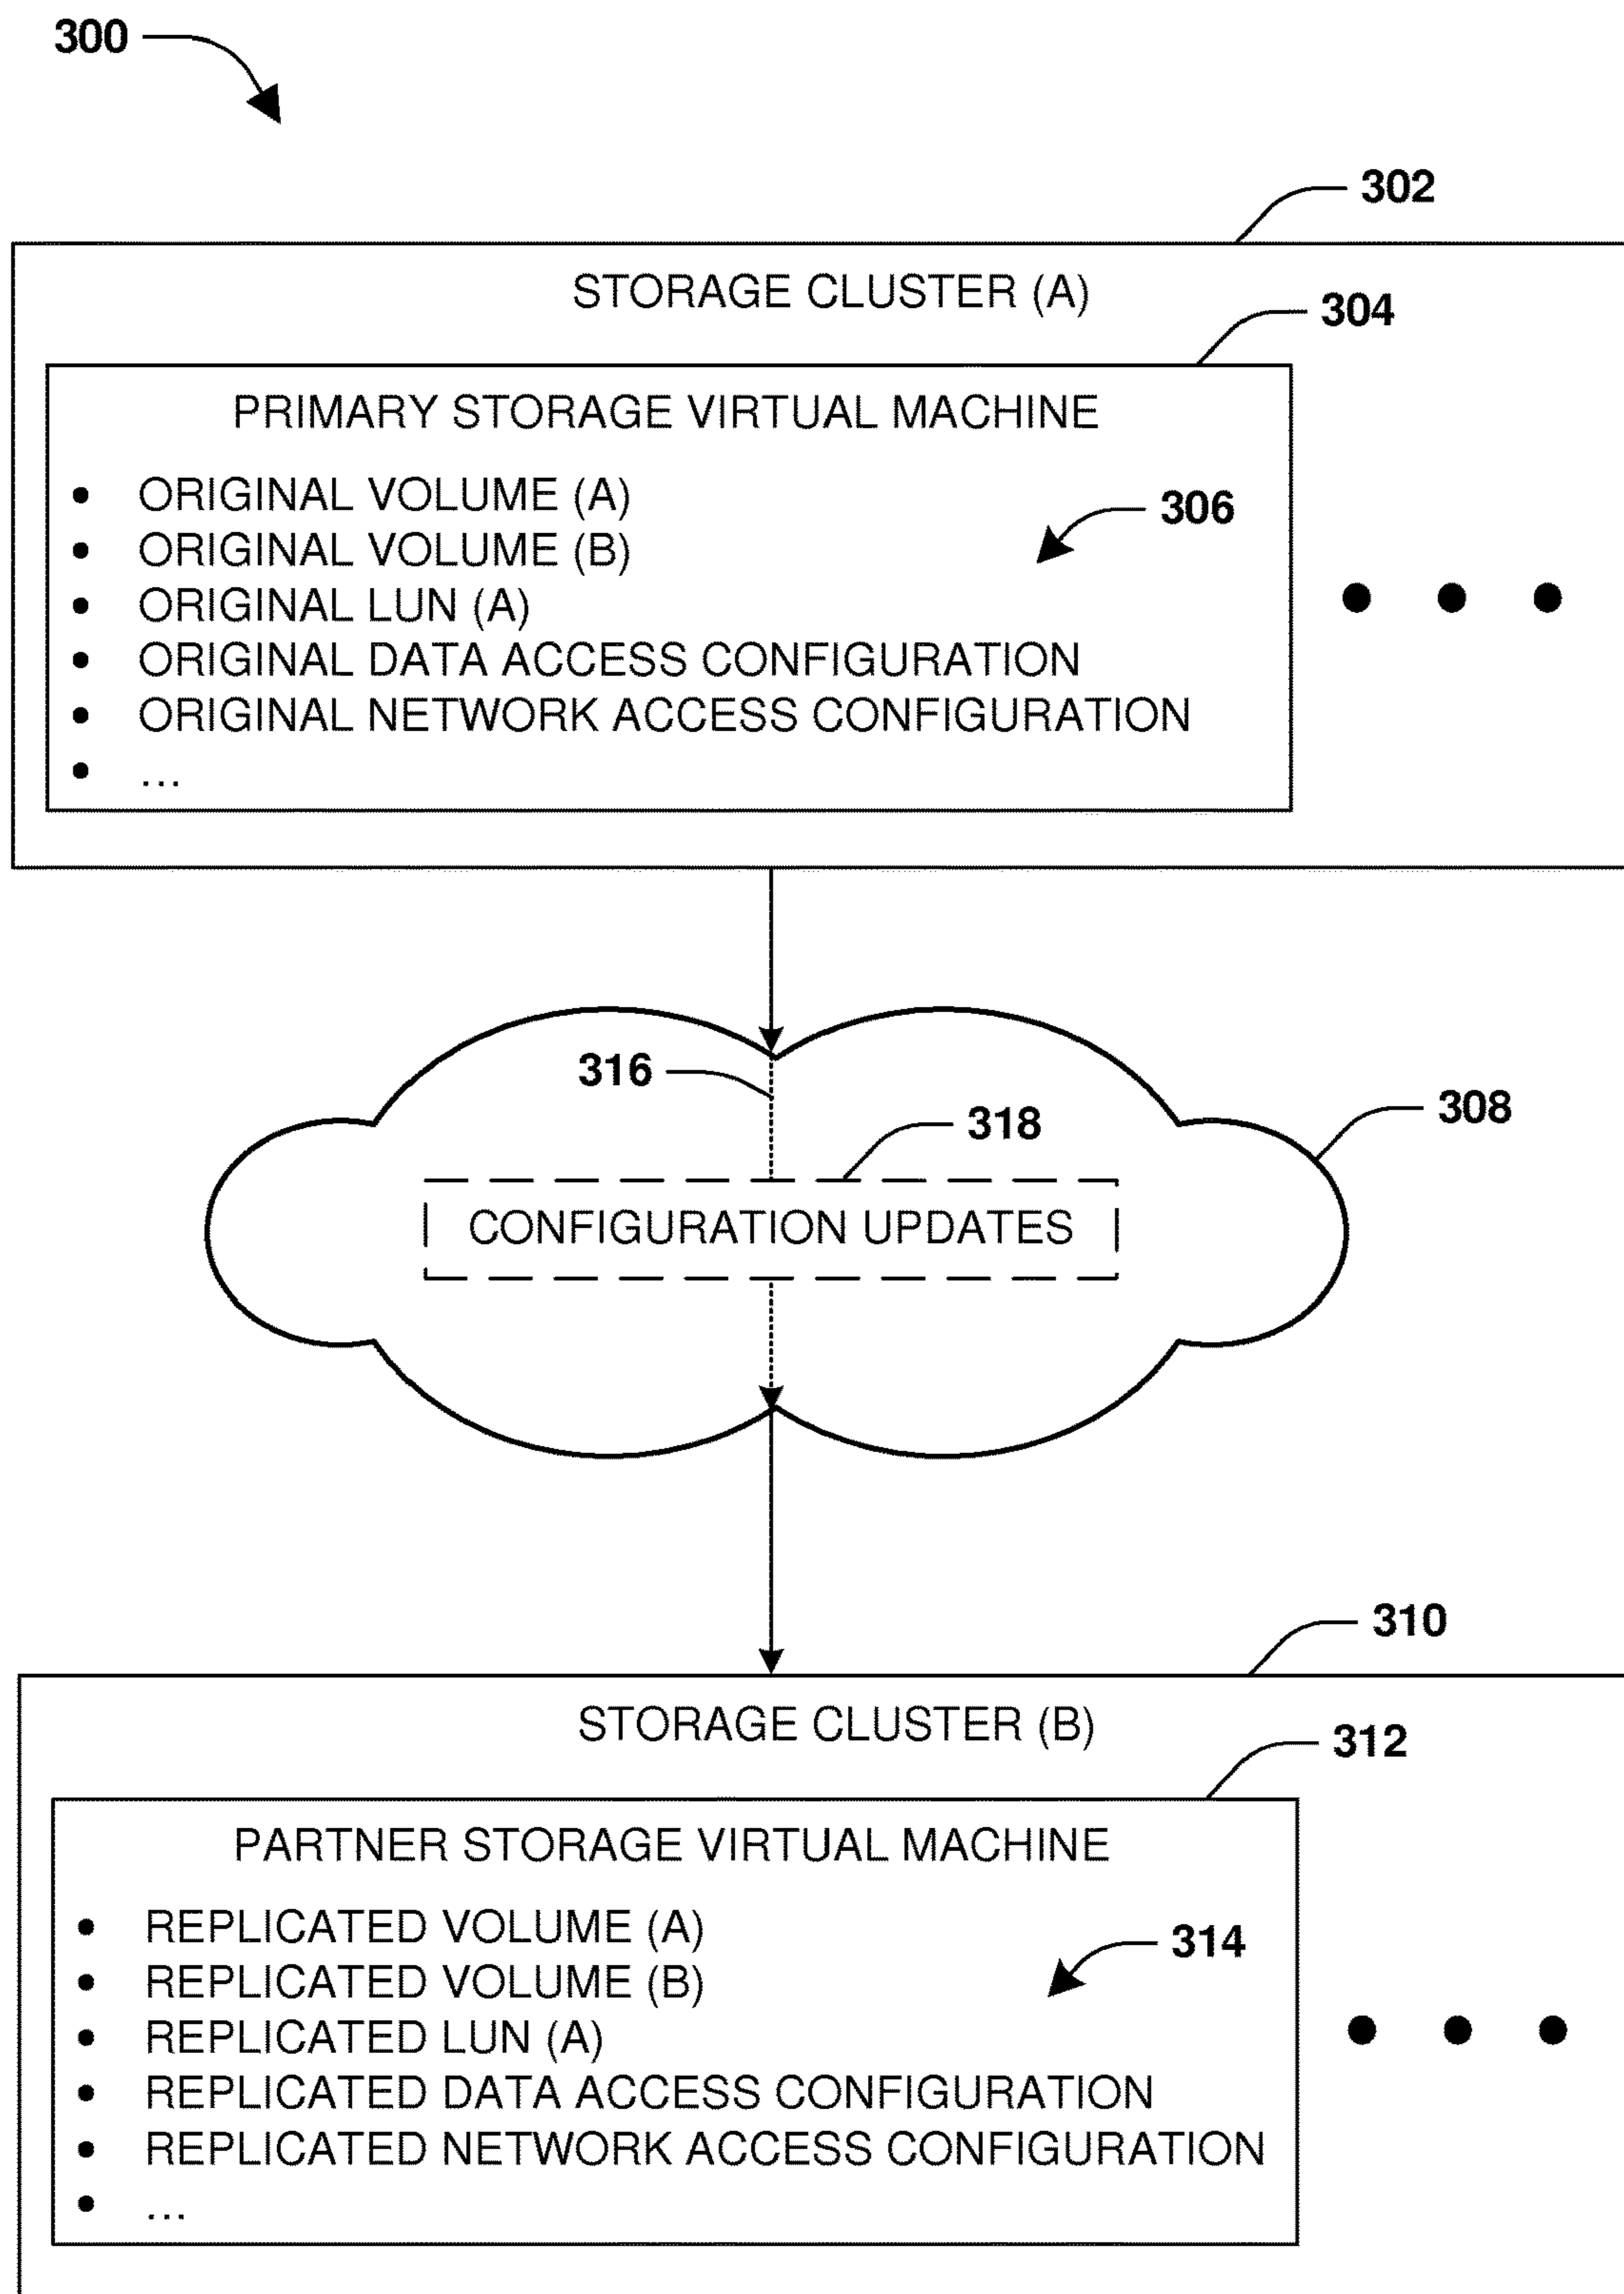 300
302
STORAGE CLUSTER (A)
304
PRIMARY STORAGE VIRTUAL MACHINE
• ORIGINAL VOLUME (A)
306
• ORIGINAL VOLUME (B)
• ORIGINAL LUN (A)
• ORIGINAL DATA ACCESS CONFIGURATION
• ORIGINAL NETWORK ACCESS CONFIGURATION
• ...
316
308
318
CONFIGURATION UPDATES
310
STORAGE CLUSTER (B)
312
PARTNER STORAGE VIRTUAL MACHINE
• REPLICATED VOLUME (A)
314
• REPLICATED VOLUME (B)
• REPLICATED LUN (A)
• REPLICATED DATA ACCESS CONFIGURATION
• REPLICATED NETWORK ACCESS CONFIGURATION
• ...